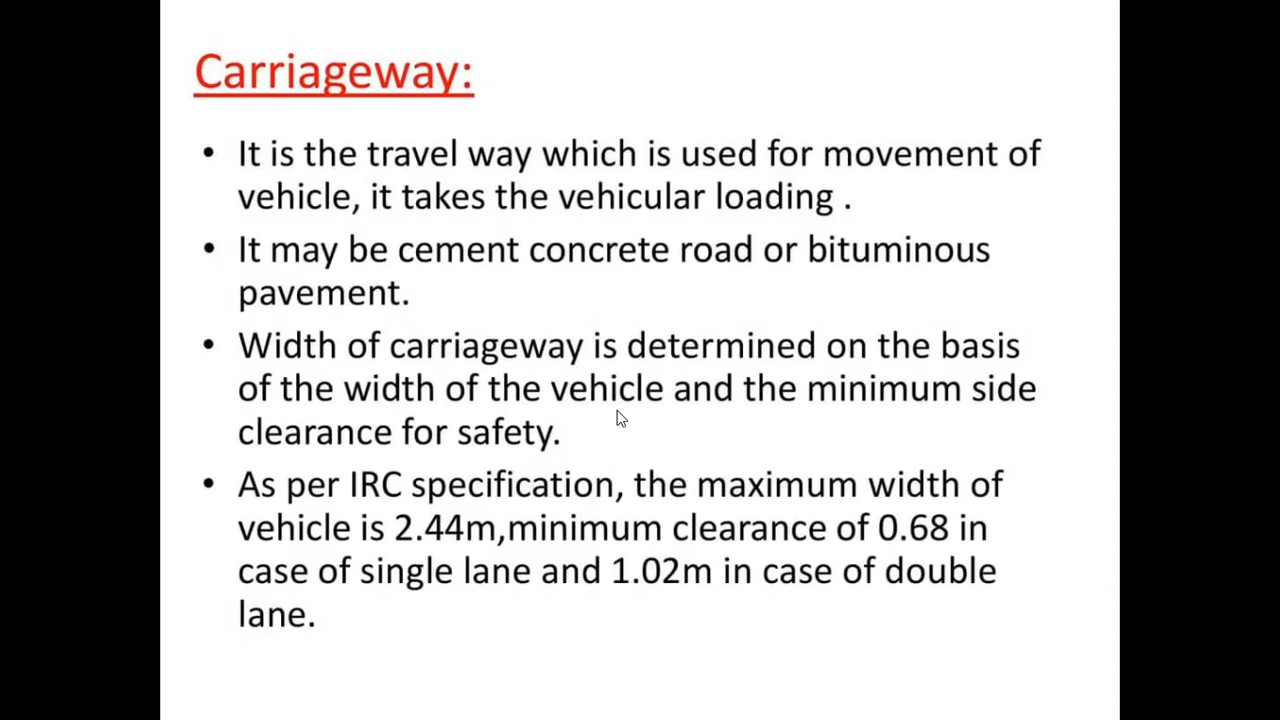 Carriageway:
• It is the travel way which is used for movement of
vehicle, it takes the vehicular loading .
• It may be cement concrete road or bituminous
pavement.
• Width of carriageway is determined on the basis
of the width of the vehicle and the minimum side
clearance for safety.
• As per IRC specification, the maximum width of
vehicle is 2.44m,minimum clearance of 0.68 in
case of single lane and 1.02m in case of double
lane.